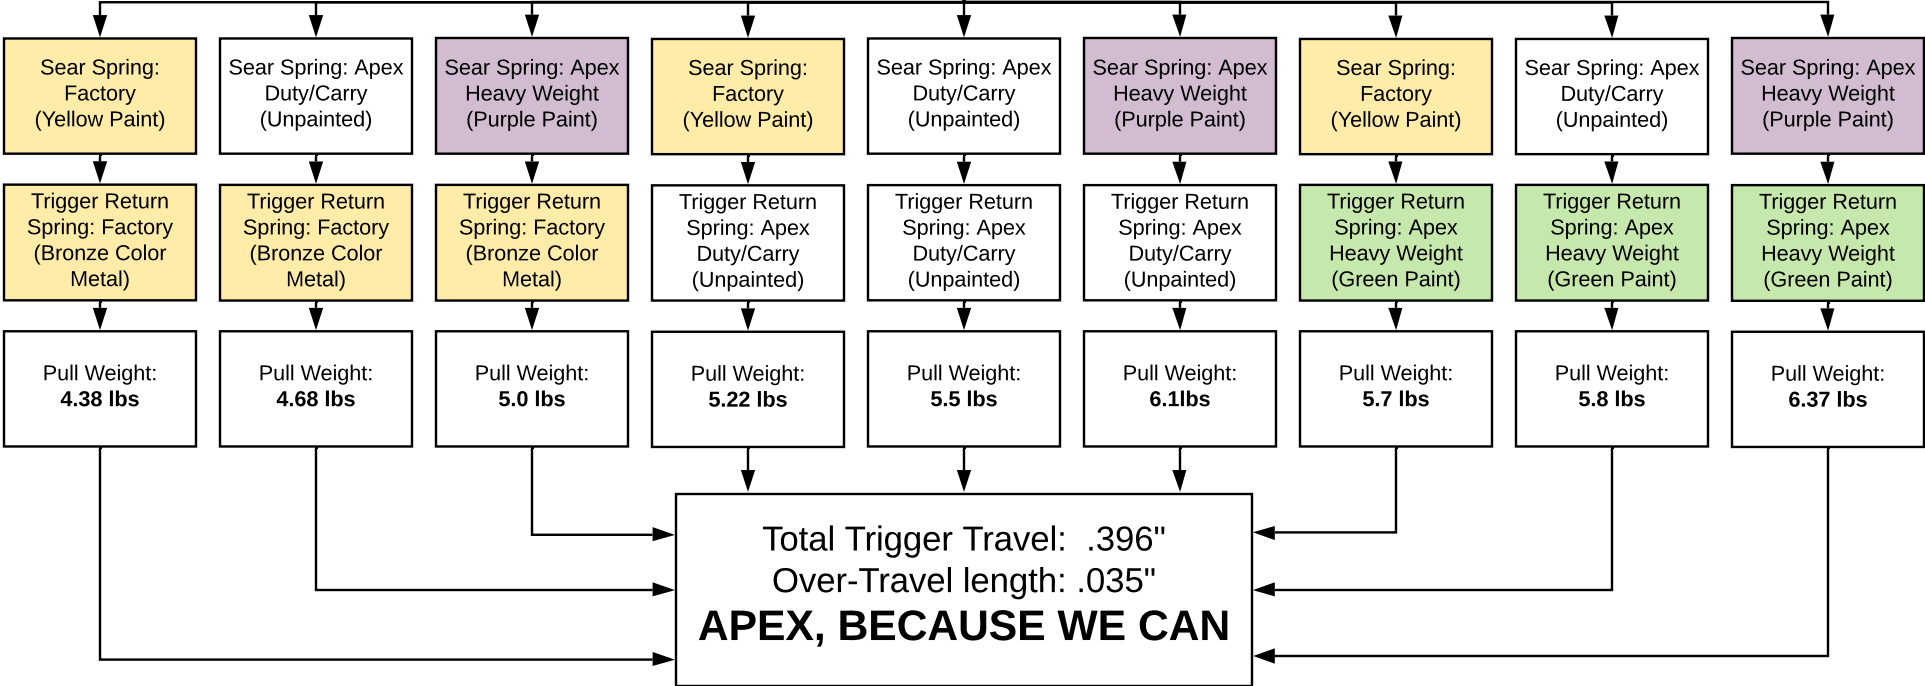 Sear Spring:
Factory
(Yellow Paint)
Sear Spring: Apex
Duty/Carry
(Unpainted)
Sear Spring: Apex
Heavy Weight
(Purple Paint)
Sear Spring:
Factory
(Yellow Paint)
Sear Spring: Apex
Duty/Carry
(Unpainted)
Sear Spring: Apex
Heavy Weight
(Purple Paint)
Sear Spring:
Factory
(Yellow Paint)
Sear Spring: Apex
Duty/Carry
(Unpainted)
Sear Spring: Apex
Heavy Weight
(Purple Paint)
Trigger Return
Spring: Factory
(Bronze Color
Metal)
Trigger Return
Spring: Factory
(Bronze Color
Metal)
Trigger Return
Spring: Factory
(Bronze Color
Metal)
Trigger Return
Spring: Apex
Duty/Carry
(Unpainted)
Trigger Return
Spring: Apex
Duty/Carry
(Unpainted)
Trigger Return
Spring: Apex
Duty/Carry
(Unpainted)
Trigger Return
Spring: Apex
Heavy Weight
(Green Paint)
Trigger Return
Spring: Apex
Heavy Weight
(Green Paint)
Trigger Return
Spring: Apex
Heavy Weight
(Green Paint)
Pull Weight:
4.38 lbs
Pull Weight:
4.68 lbs
Pull Weight:
5.0 lbs
Pull Weight:
5.22 lbs
Pull Weight:
5.5 lbs
Pull Weight:
6.1lbs
Pull Weight:
5.7 lbs
Pull Weight:
5.8 lbs
Pull Weight:
6.37 lbs
Total Trigger Travel:  .396"
Over-Travel length: .035"
APEX, BECAUSE WE CAN